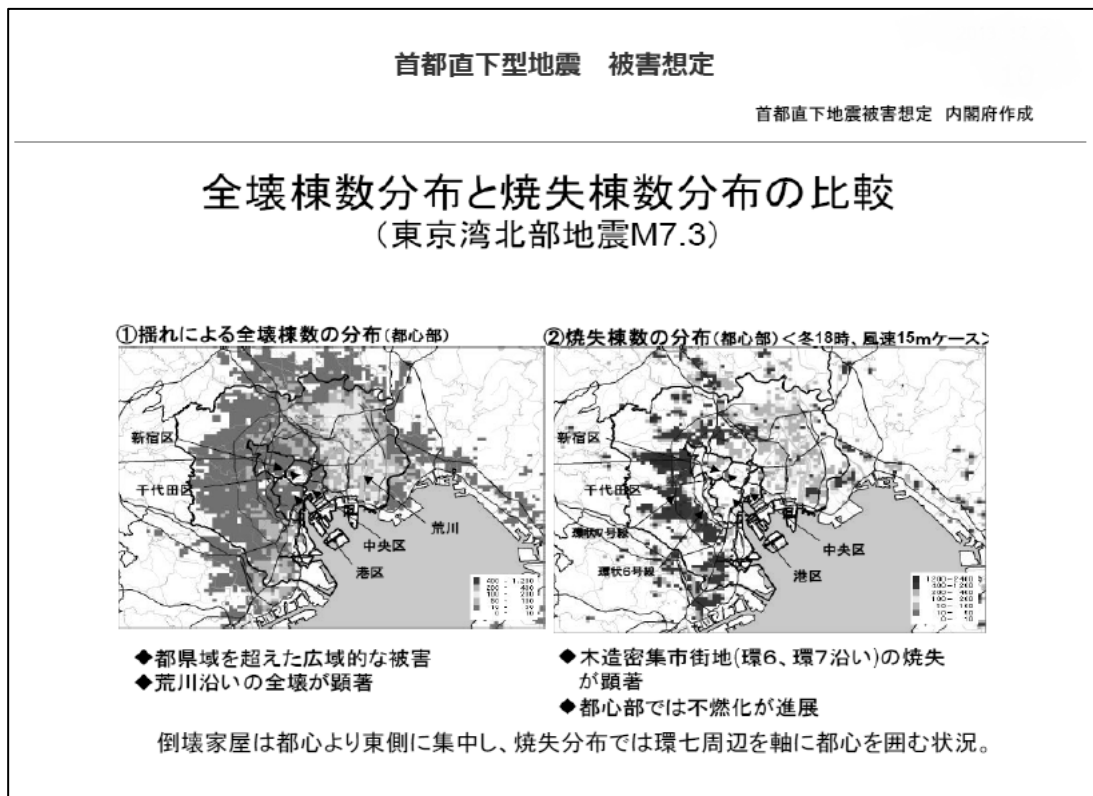 首都直下型地震　被害想定
首都直下地震被害想定 内閣府作成
全壊棟数分布と焼失棟数分布の比較
（東京湾北部地震M7.3）
①揺れによる全壊棟数の分布(都心部)
②焼失棟数の分布(都心部)＜冬18時、風速15mケース＞
新宿区
千代田区
荒川
中央区
港区
新宿区
千代田区
環状7号線
環状6号線
中央区
港区
◆都県域を超えた広域的な被害
◆荒川沿いの全壊が顕著
◆木造密集市街地(環6、環7沿い)の焼失
が顕著
◆都心部では不燃化が進展
倒壊家屋は都心より東側に集中し、焼失分布では環七周辺を軸に都心を囲む状況。